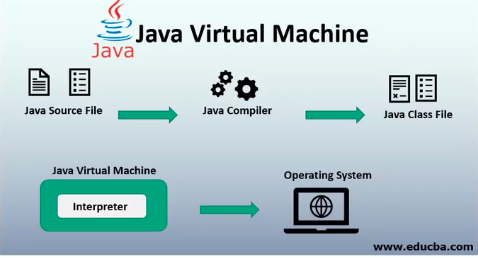 Java
Java Virtual Machine
Java Source File
Java Compiler
Java Class File
Java Virtual Machine
Interpreter
Operating System
www.educba.com